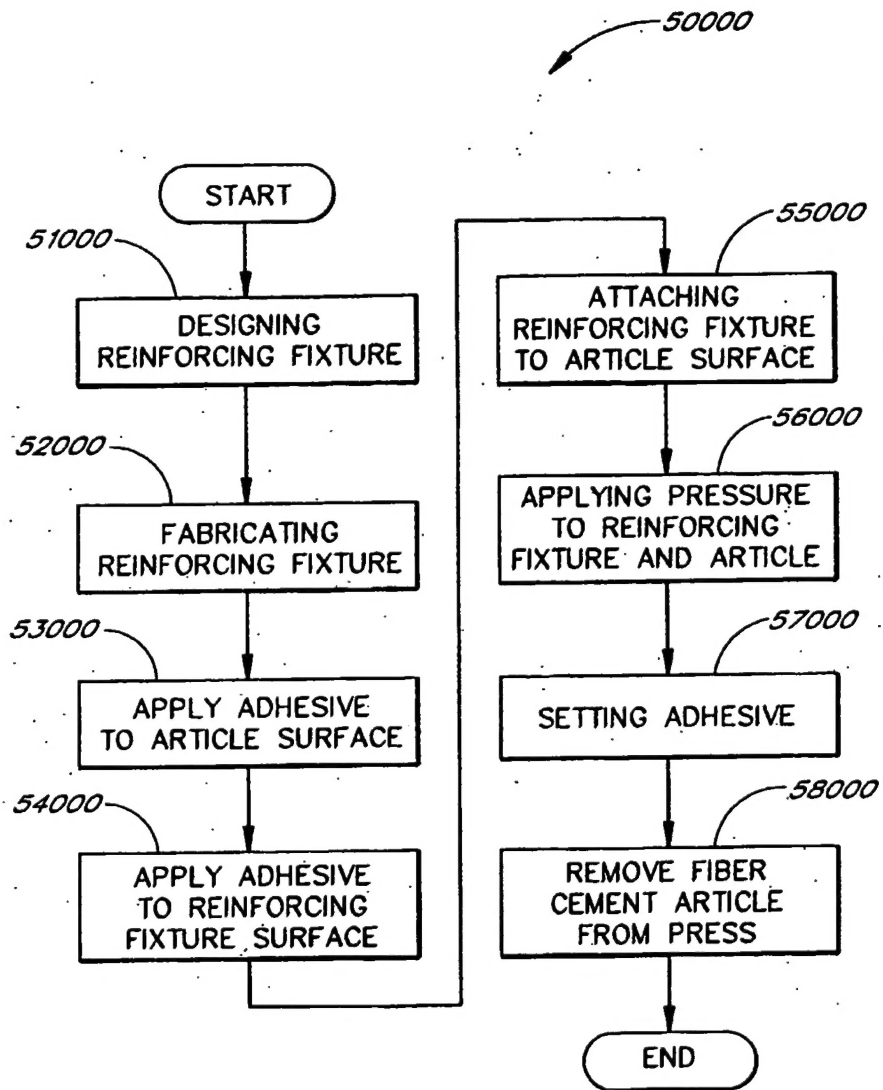 50000
START
51000
DESIGNING
REINFORCING FIXTURE
52000
FABRICATING
REINFORCING FIXTURE
53000
APPLY ADHESIVE
TO ARTICLE SURFACE
54000
APPLY ADHESIVE
TO REINFORCING
FIXTURE SURFACE
55000
ATTACHING
REINFORCING FIXTURE
TO ARTICLE SURFACE
56000
APPLYING PRESSURE
TO REINFORCING
FIXTURE AND ARTICLE
57000
SETTING ADHESIVE
58000
REMOVE FIBER
CEMENT ARTICLE
FROM PRESS
END